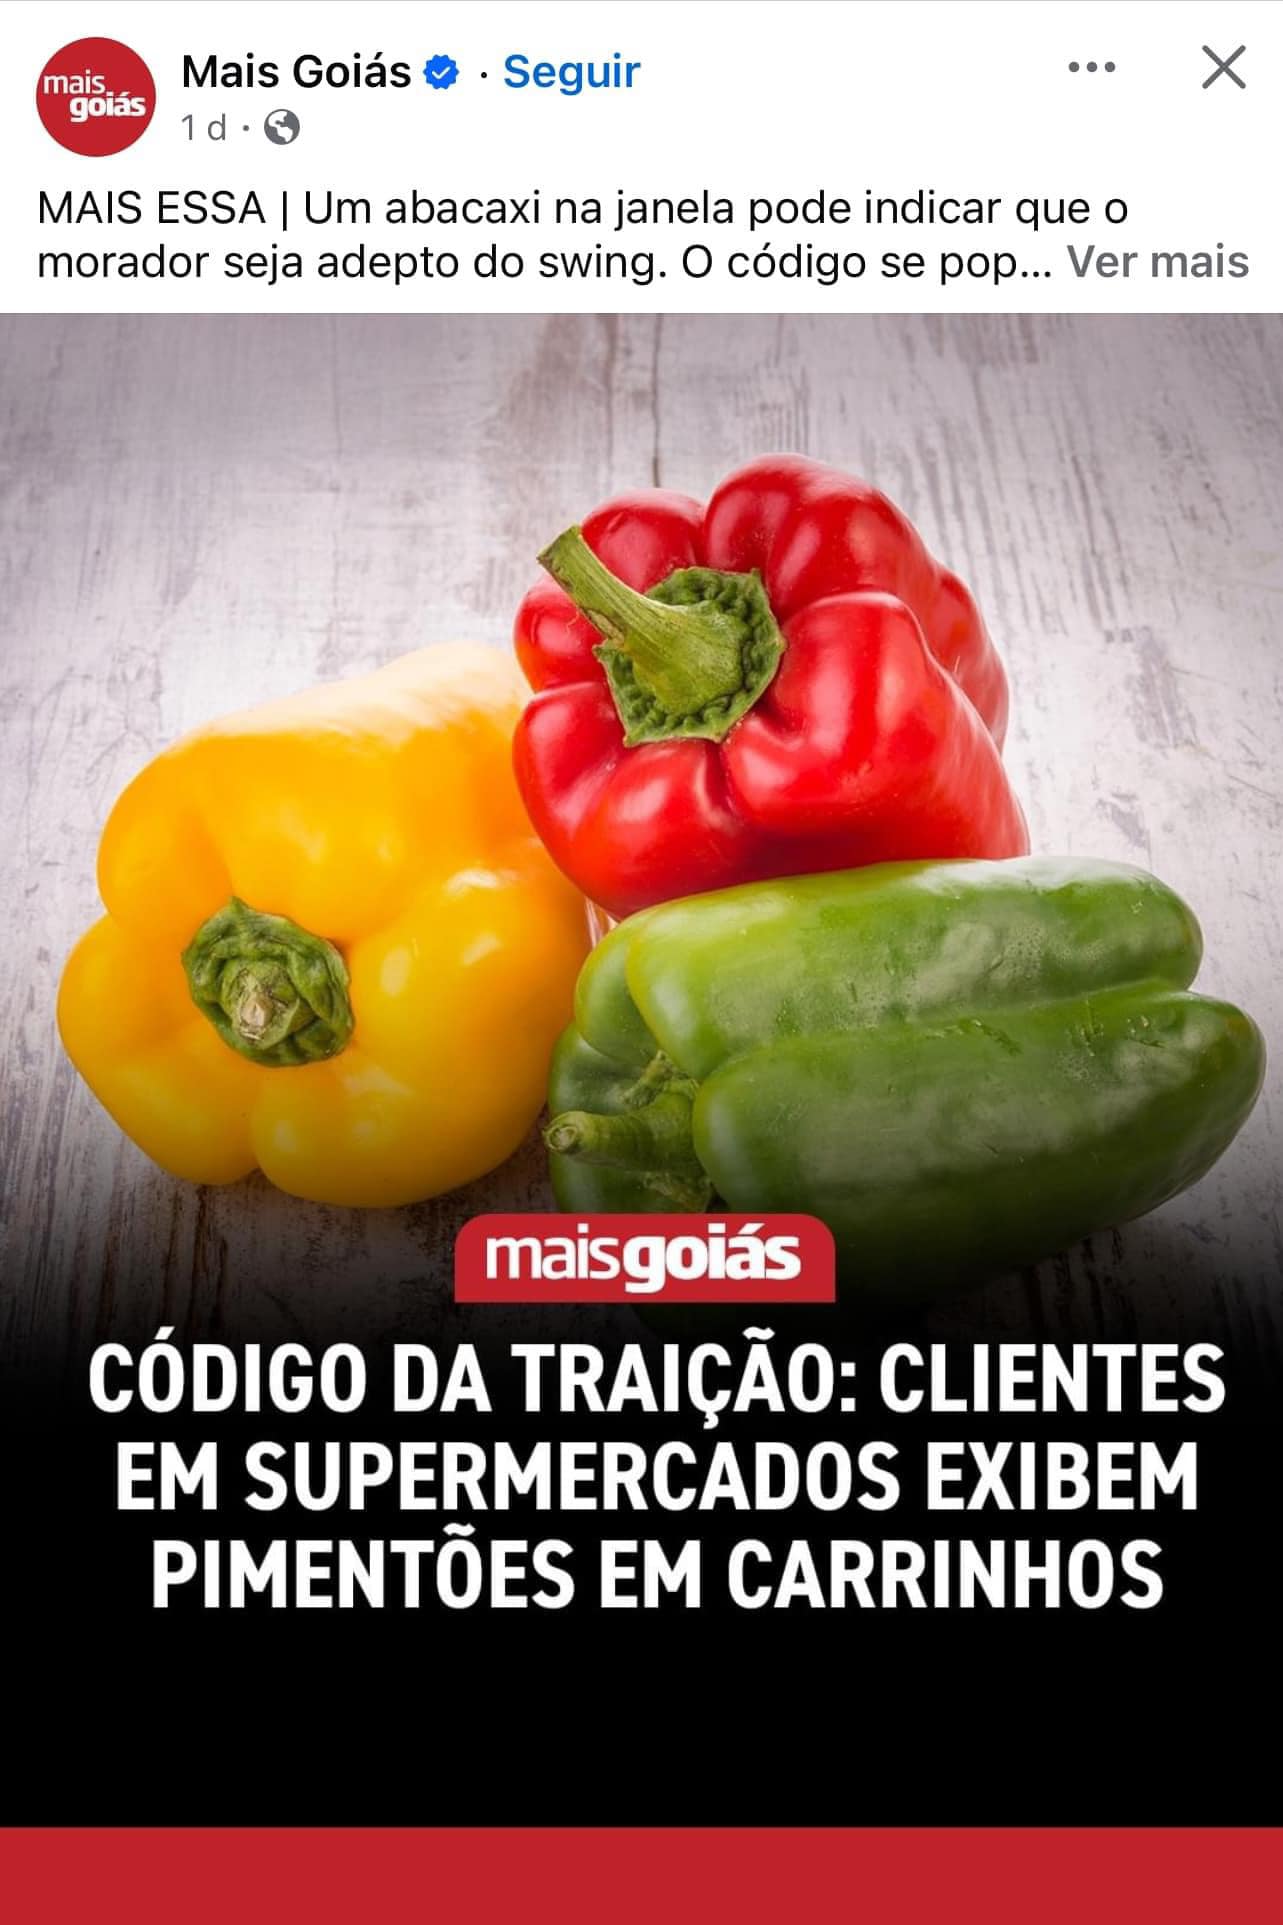 mais
goiás
Mais Goiás · Seguir
1 d ·
MAIS ESSA | Um abacaxi na janela pode indicar que o
morador seja adepto do swing. O código se pop... Ver mais
maisgoiás
CÓDIGO DA TRAIÇÃO: CLIENTES
EM SUPERMERCADOS EXIBEM
PIMENTÕES EM CARRINHOS